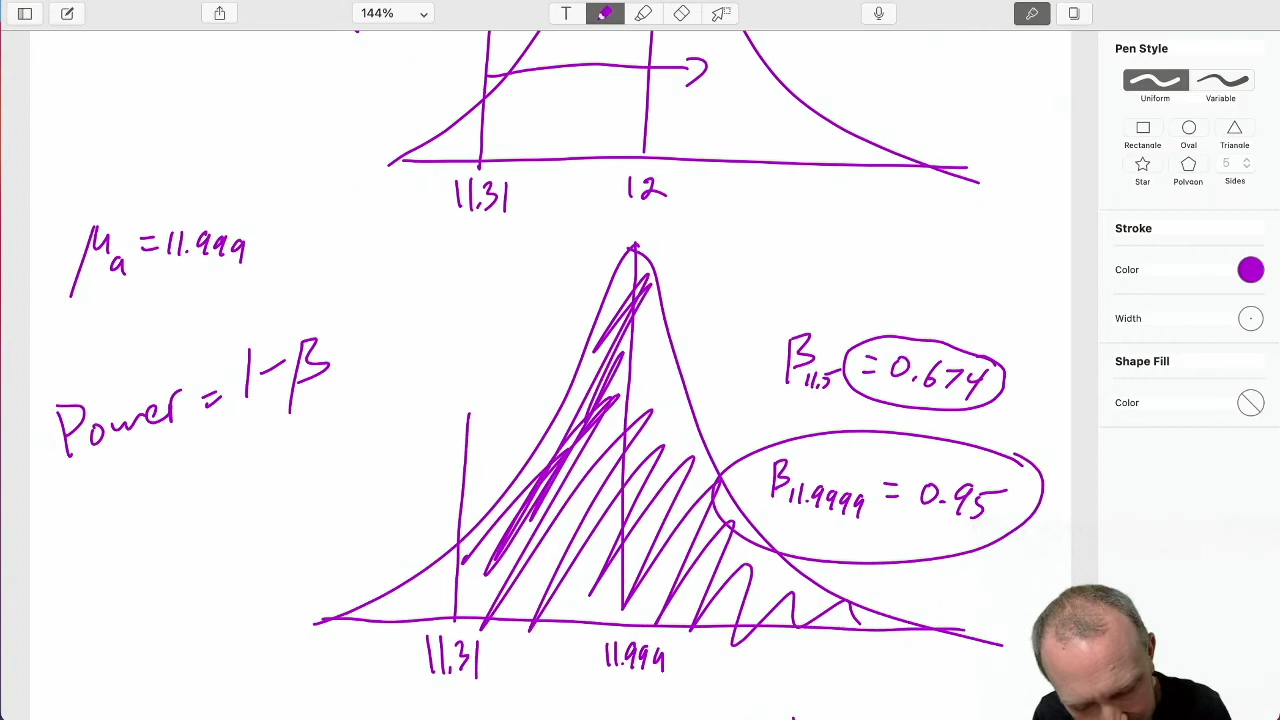 144%
T
Pen Style
Uniform
Variable
Rectangle
Oval
Triangle
5
Star
Polygon
Sides
Stroke
Color
Width
Shape Fill
Color
11.31
12
μa = 11.999
Power = 1-β
β11.5 = 0.674
β11.9999 = 0.95
11.31
11.999